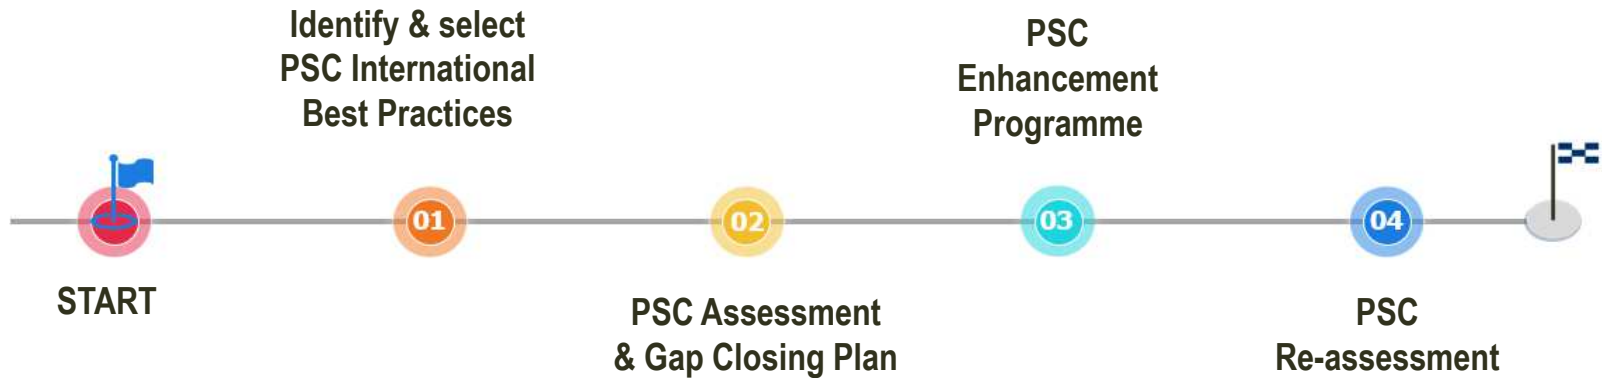 START
Identify & select
PSC International
Best Practices
01
02
PSC Assessment
& Gap Closing Plan
PSC
Enhancement
Programme
03
04
PSC
Re-assessment